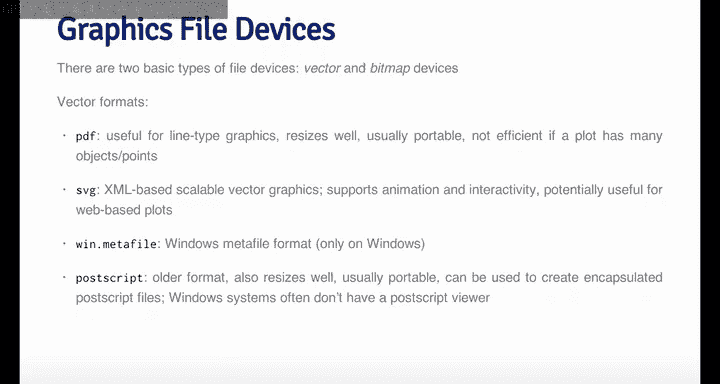 Graphics File Devices
There are two basic types of file devices: vector and bitmap devices
Vector formats:
· pdf: useful for line-type graphics, resizes well, usually portable, not efficient if a plot has many
objects/points
· svg: XML-based scalable vector graphics; supports animation and interactivity, potentially useful for
web-based plots
· win.metafile: Windows metafile format (only on Windows)
· postscript: older format, also resizes well, usually portable, can be used to create encapsulated
postscript files; Windows systems often don't have a postscript viewer